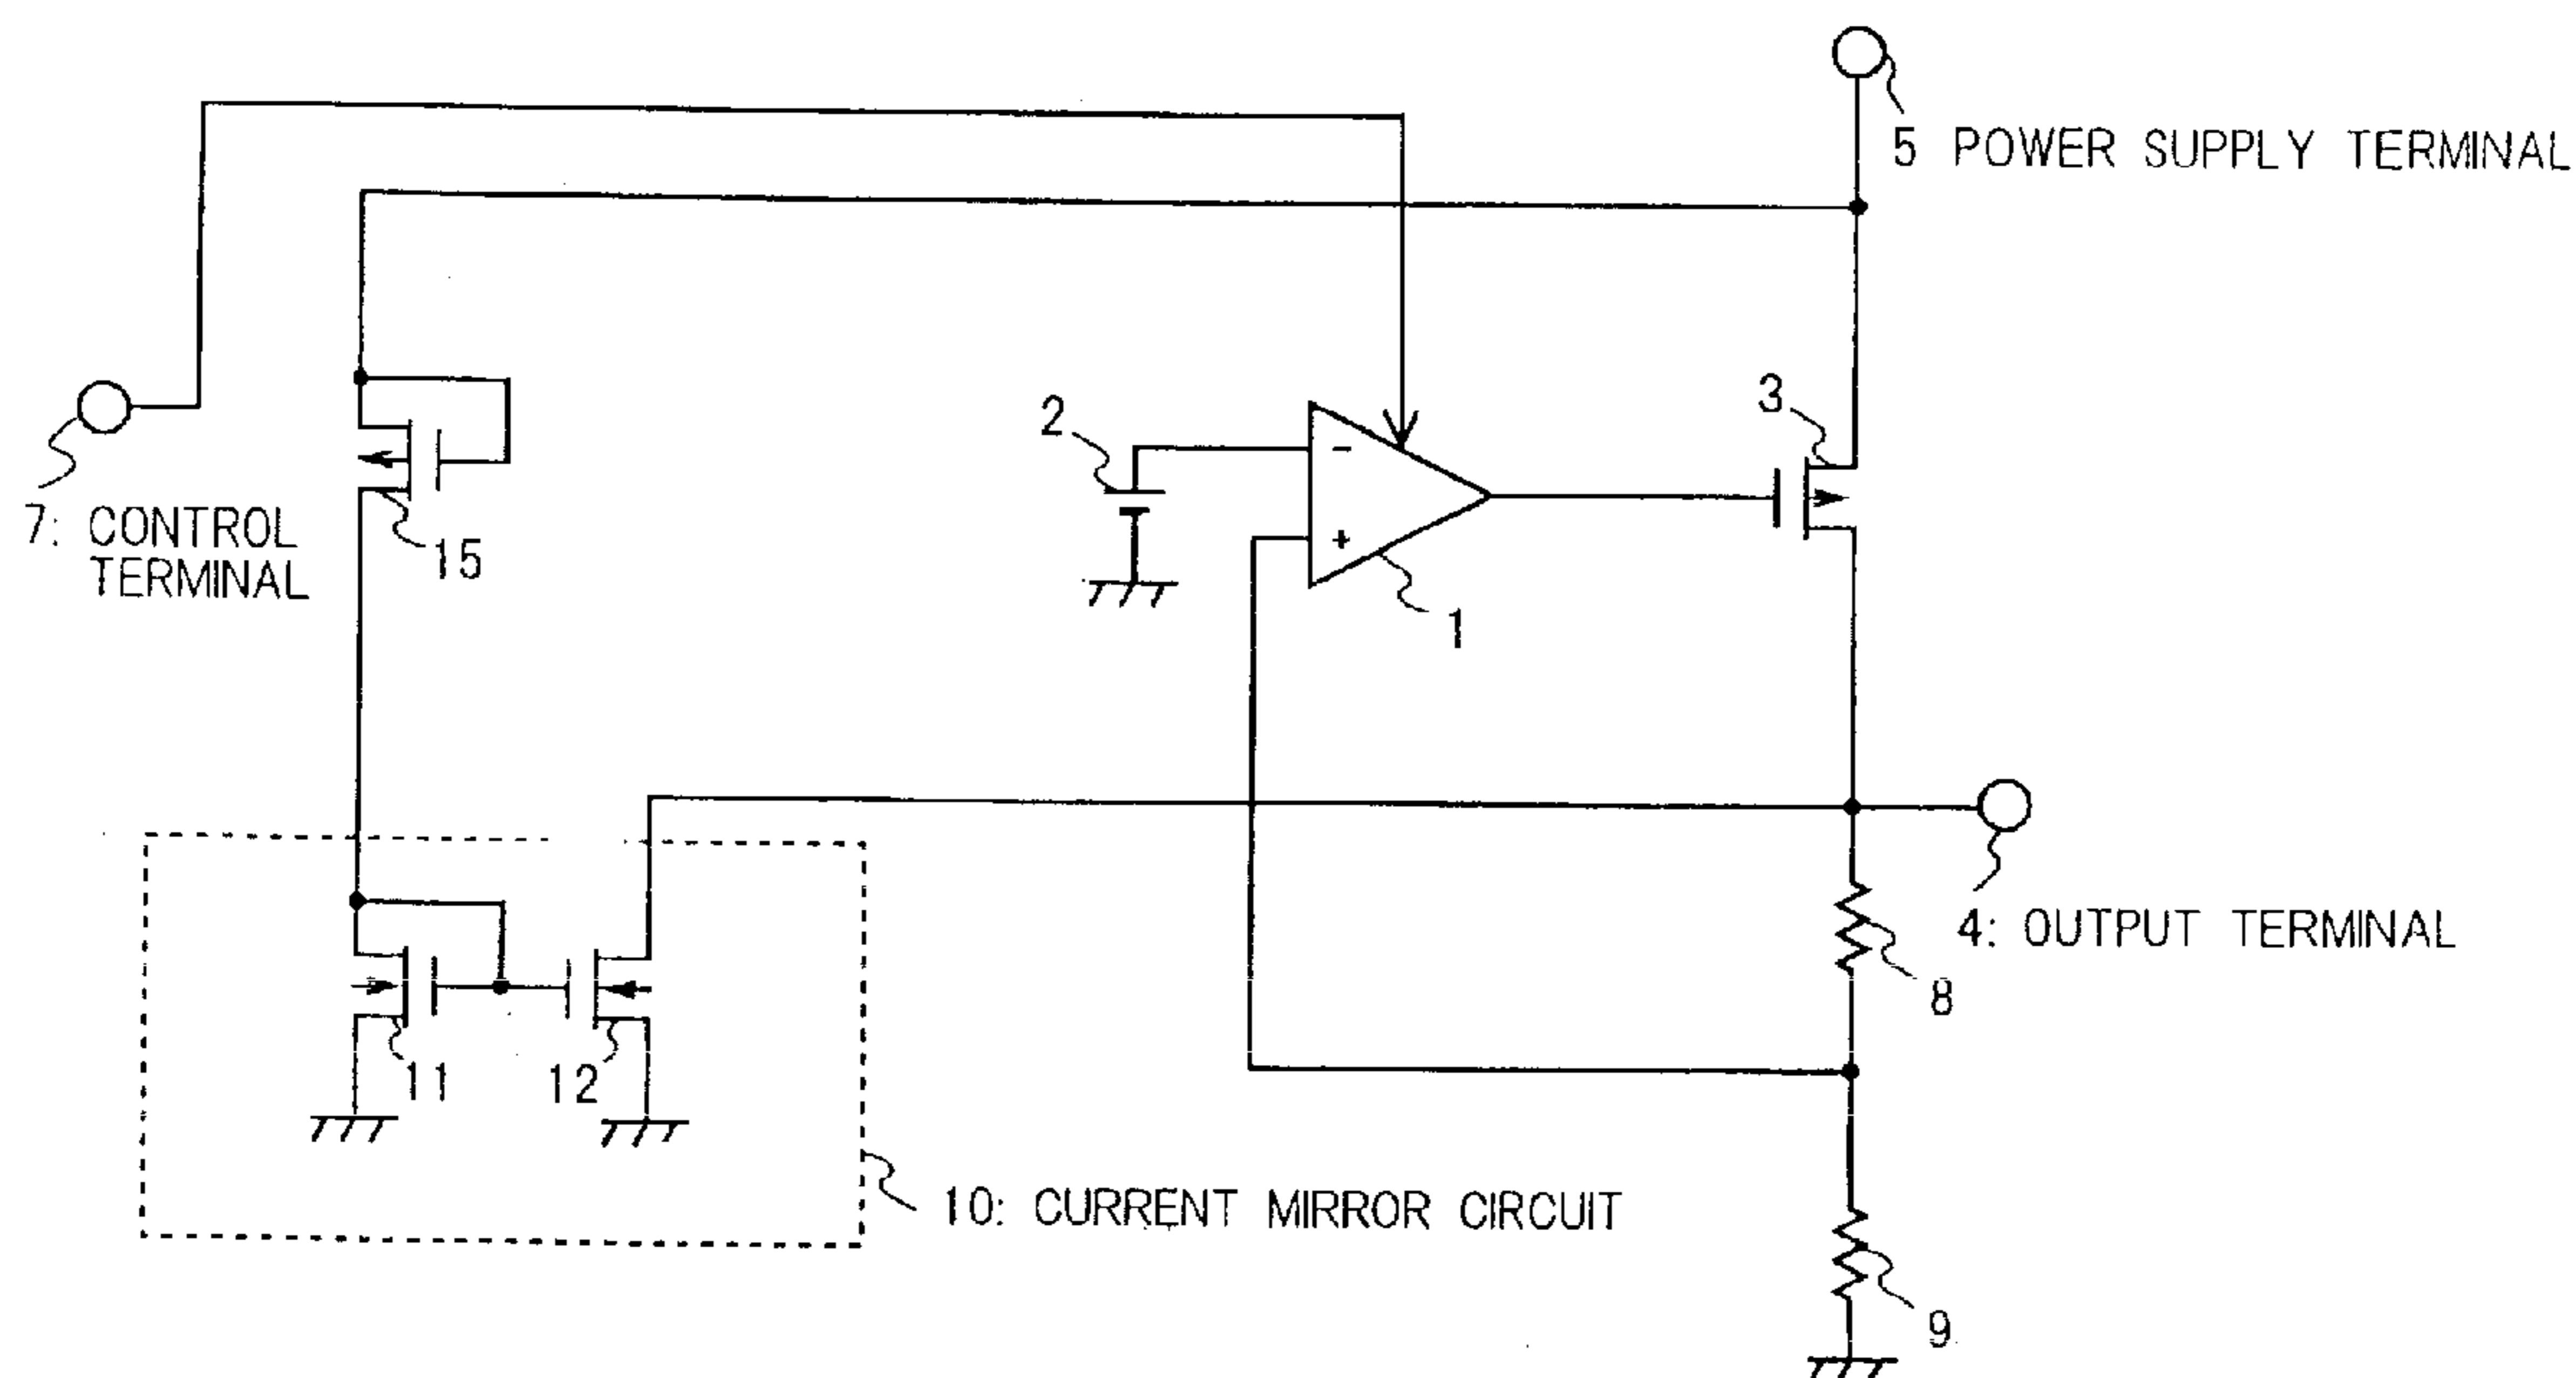 5 POWER SUPPLY TERMINAL
3
2
7: CONTROL
TERMINAL
15
-
+
1
4: OUTPUT TERMINAL
8
11
12
10: CURRENT MIRROR CIRCUIT
9